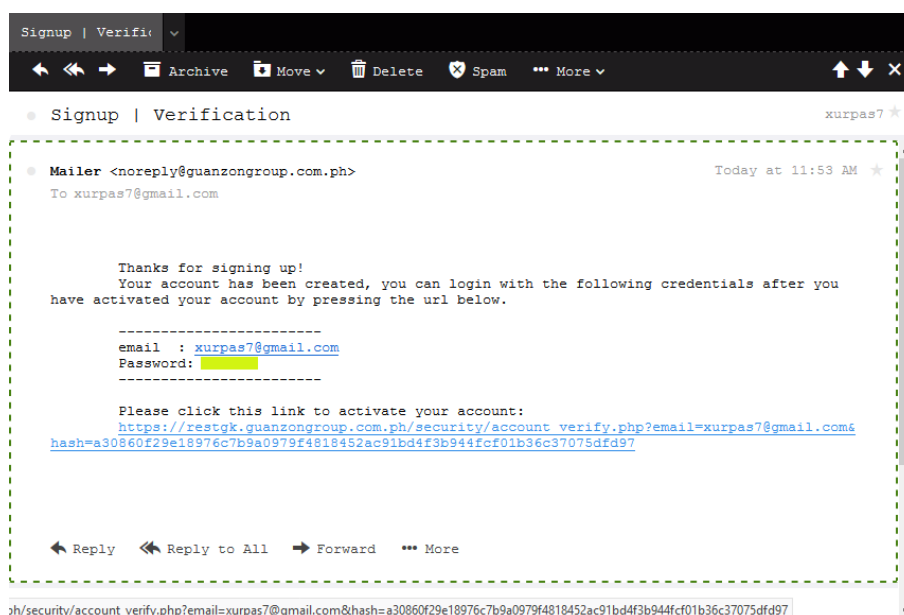 Signup | Verific
Archive Move Delete Spam More
Signup | Verification xurpas7
Mailer <noreply@guanzongroup.com.ph> Today at 11:53 AM
To xurpas7@gmail.com
Thanks for signing up!
Your account has been created, you can login with the following credentials after you
have activated your account by pressing the url below.
------------------------
email : xurpas7@gmail.com
Password:
------------------------
Please click this link to activate your account:
https://restgk.guanzongroup.com.ph/security/account_verify.php?email=xurpas7@gmail.com&
hash=a30860f29e18976c7b9a0979f4818452ac91bd4f3b944fcf01b36c37075dfd97
Reply Reply to All Forward More
ph/security/account_verify.php?email=xurpas7@gmail.com&hash=a30860f29e18976c7b9a0979f4818452ac91bd4f3b944fcf01b36c37075dfd97